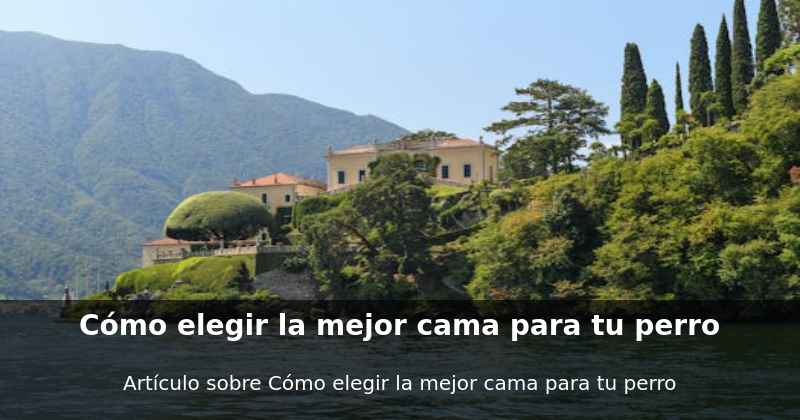 Cómo elegir la mejor cama para tu perro
Artículo sobre Cómo elegir la mejor cama para tu perro